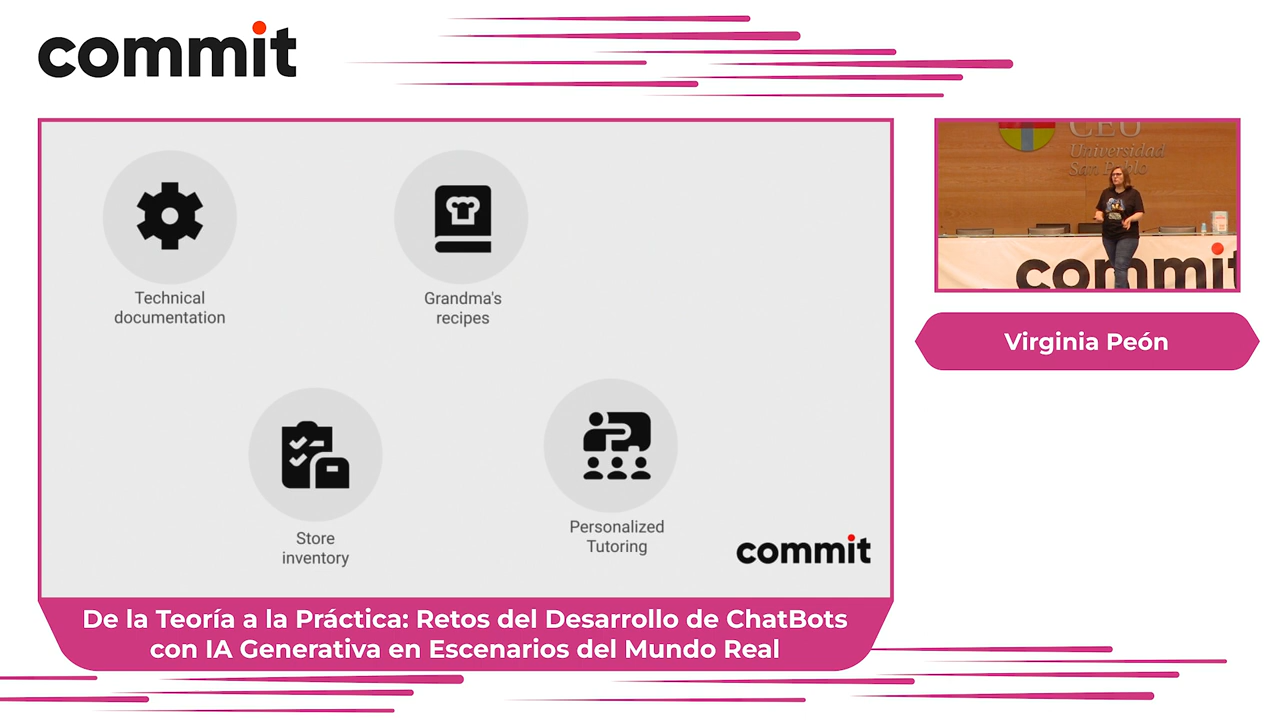 commit
Technical
documentation
Grandma's
recipes
Store
inventory
Personalized
Tutoring
commit
De la Teoría a la Práctica: Retos del Desarrollo de ChatBots
con IA Generativa en Escenarios del Mundo Real
CEU
Universidad
San Pablo
commit
Virginia Peón